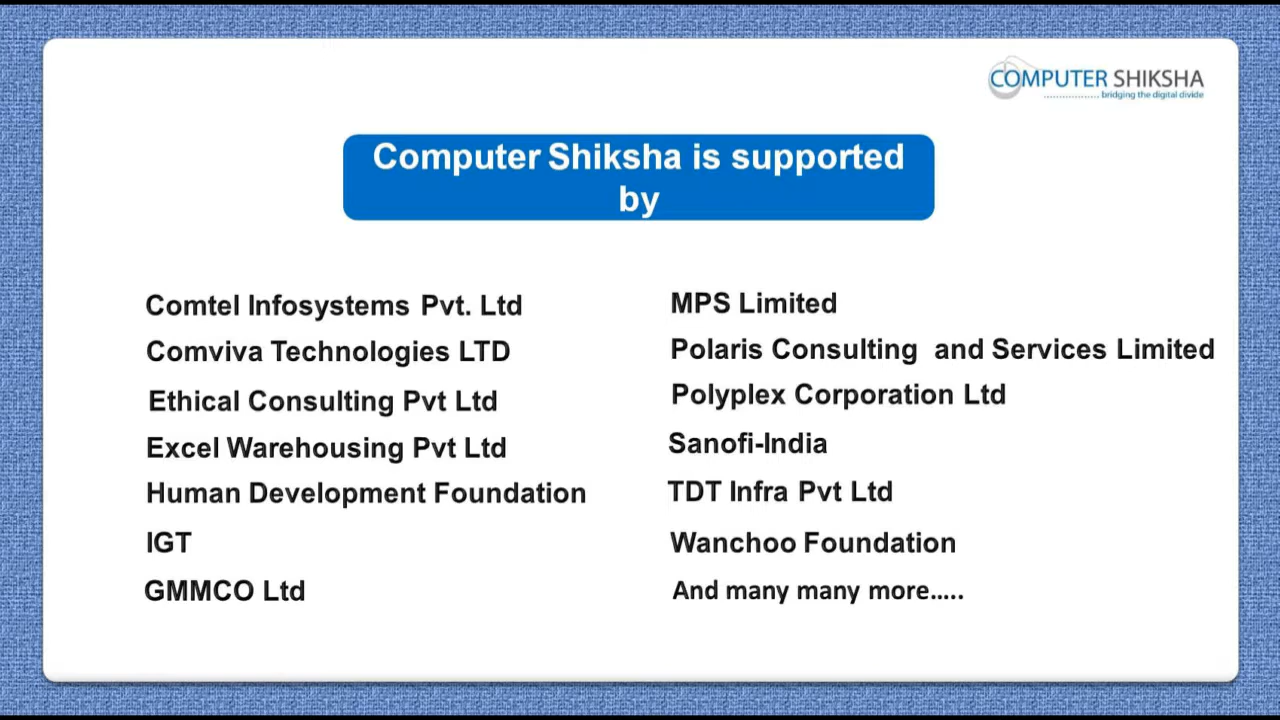 COMPUTER SHIKSHA
bridging the digital divide
Computer Shiksha is supported
by
Comtel Infosystems Pvt. Ltd
Comviva Technologies LTD
Ethical Consulting Pvt Ltd
Excel Warehousing Pvt Ltd
Human Development Foundation
IGT
GMMCO Ltd
MPS Limited
Polaris Consulting and Services Limited
Polyplex Corporation Ltd
Sanofi-India
TDT Infra Pvt Ltd
Wanchoo Foundation
And many many more.....